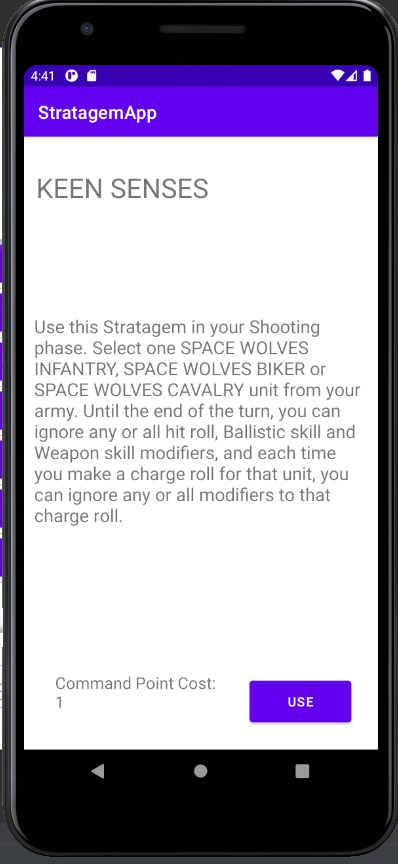 4:41
StratagemApp
KEEN SENSES
Use this Stratagem in your Shooting
phase. Select one SPACE WOLVES
INFANTRY, SPACE WOLVES BIKER or
SPACE WOLVES CAVALRY unit from your
army. Until the end of the turn, you can
ignore any or all hit roll, Ballistic skill and
Weapon skill modifiers, and each time
you make a charge roll for that unit, you
can ignore any or all modifiers to that
charge roll.
Command Point Cost:
1
USE